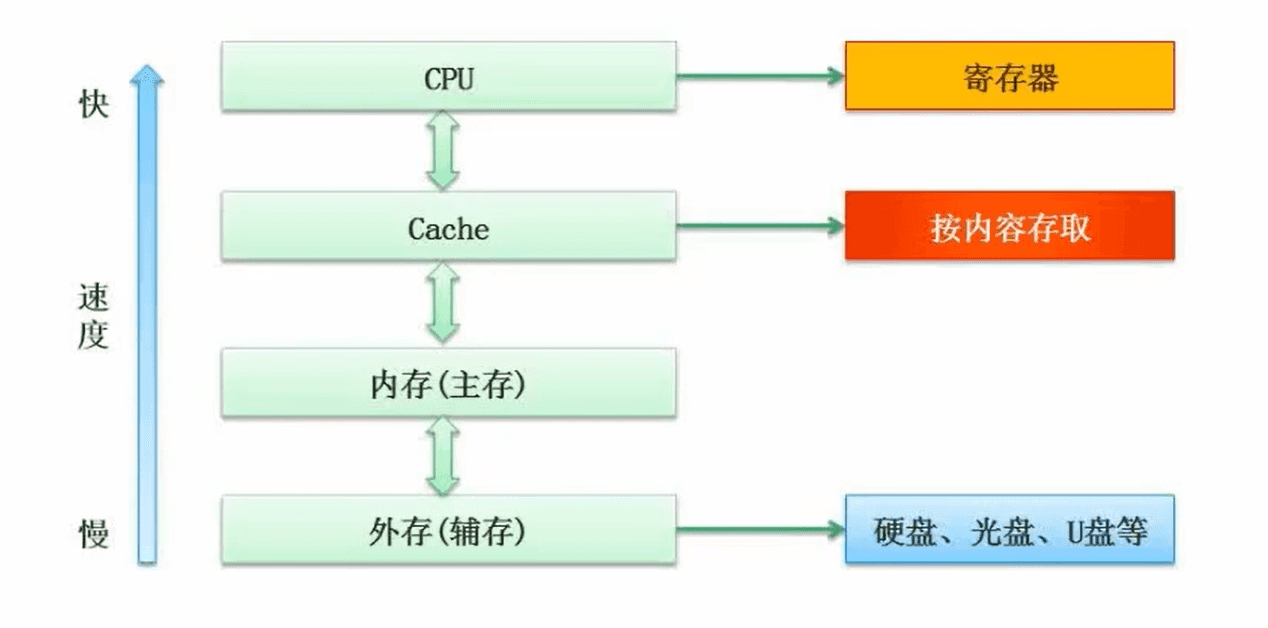 CPU
寄存器
快
Cache
按内容存取
速
度
内存(主存)
慢
外存(辅存)
硬盘、光盘、U盘等